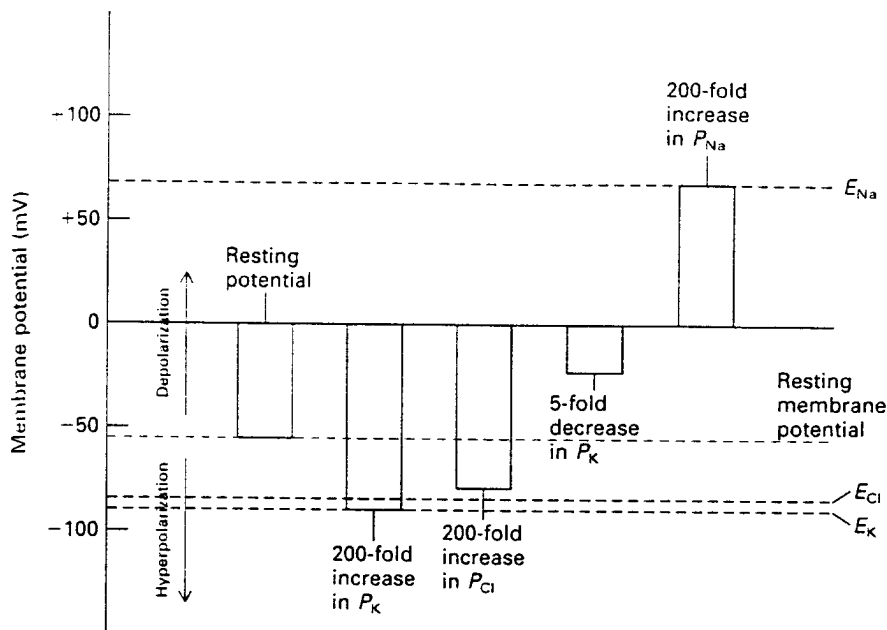 Membrane potential (mV)
+100
+50
0
−50
−100
Depolarization
Hyperpolarization
Resting
potential
200-fold
increase
in P_K
200-fold
increase
in P_Cl
5-fold
decrease
in P_K
200-fold
increase
in P_Na
E_Na
Resting
membrane
potential
E_Cl
E_K